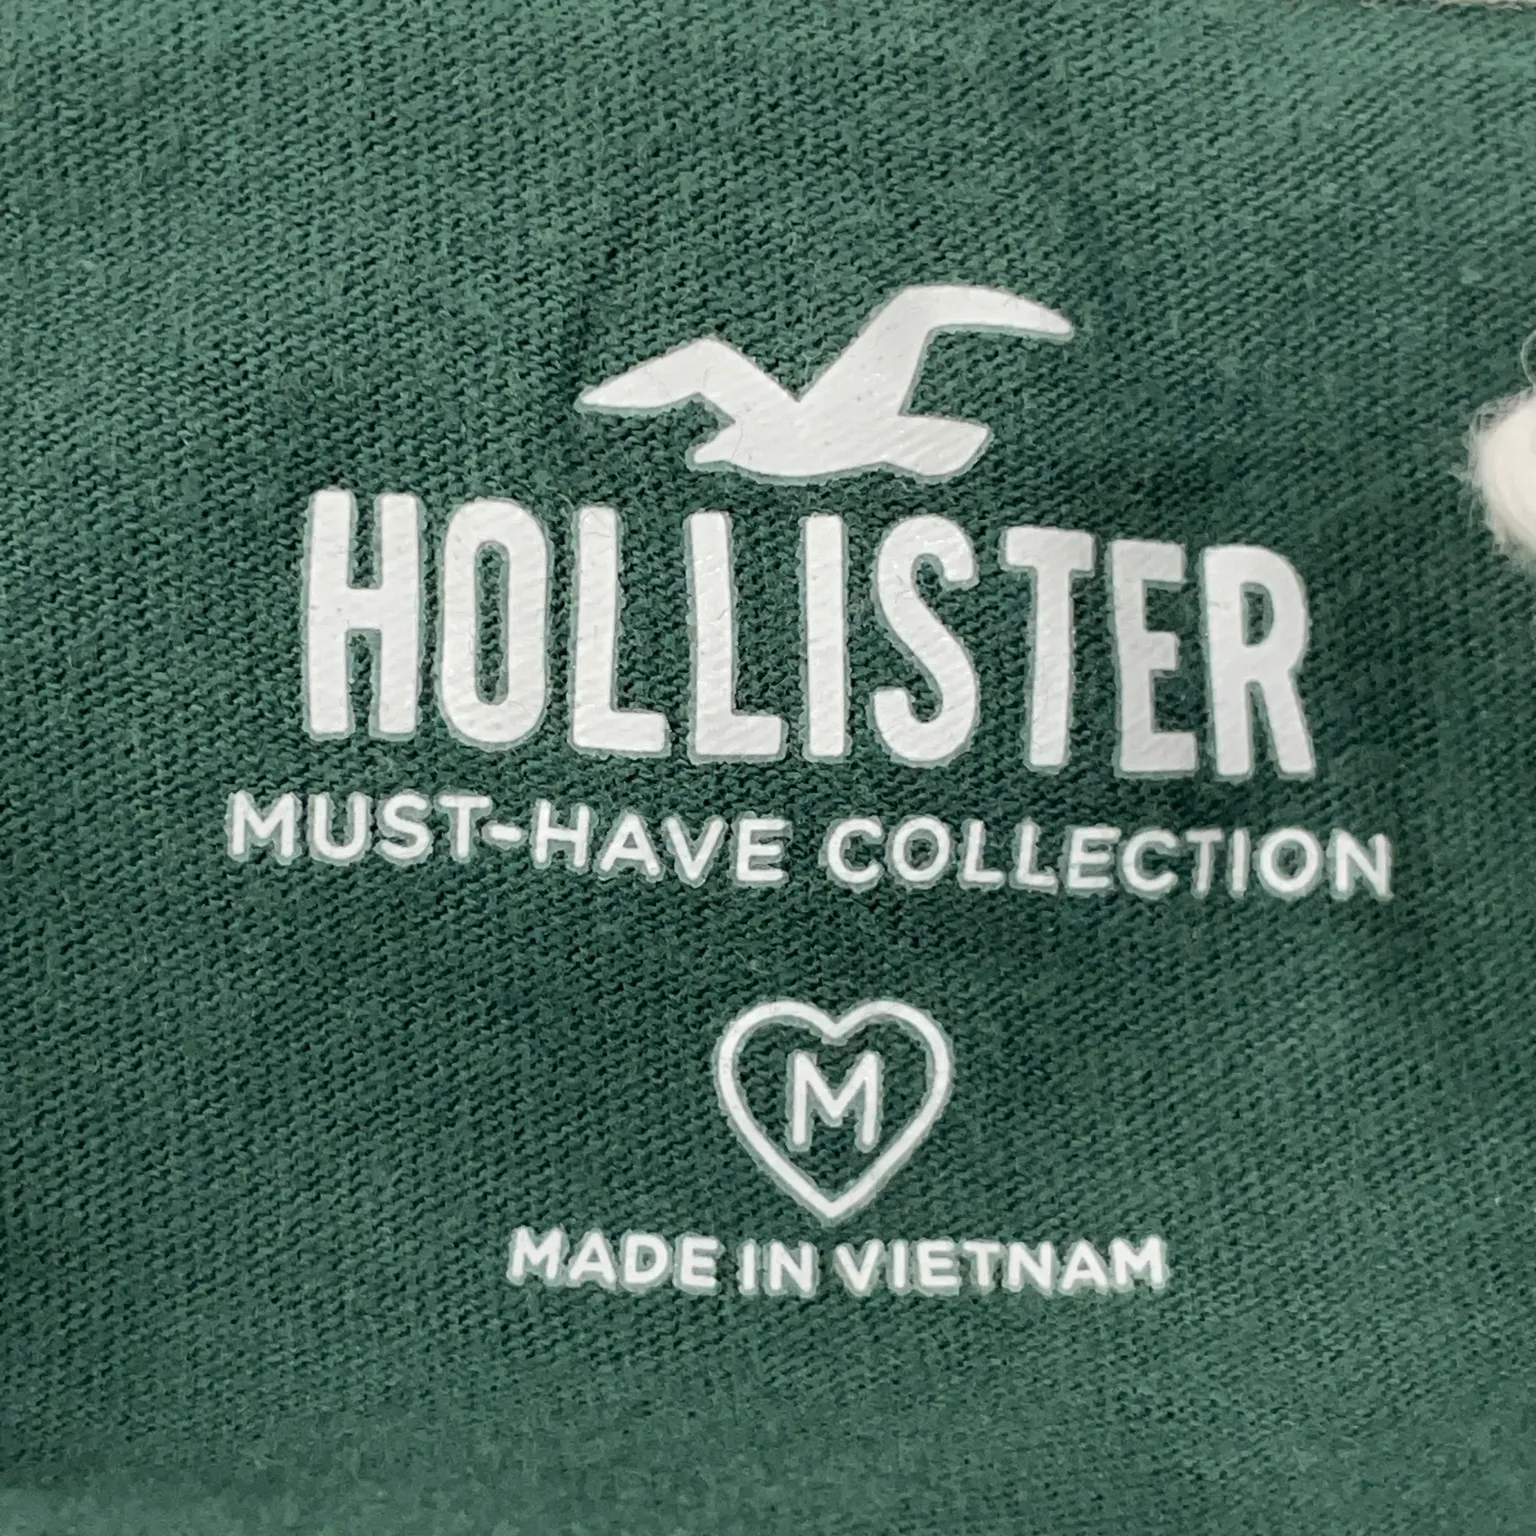 HOLLISTER
MUST-HAVE COLLECTION
M
MADE IN VIETNAM